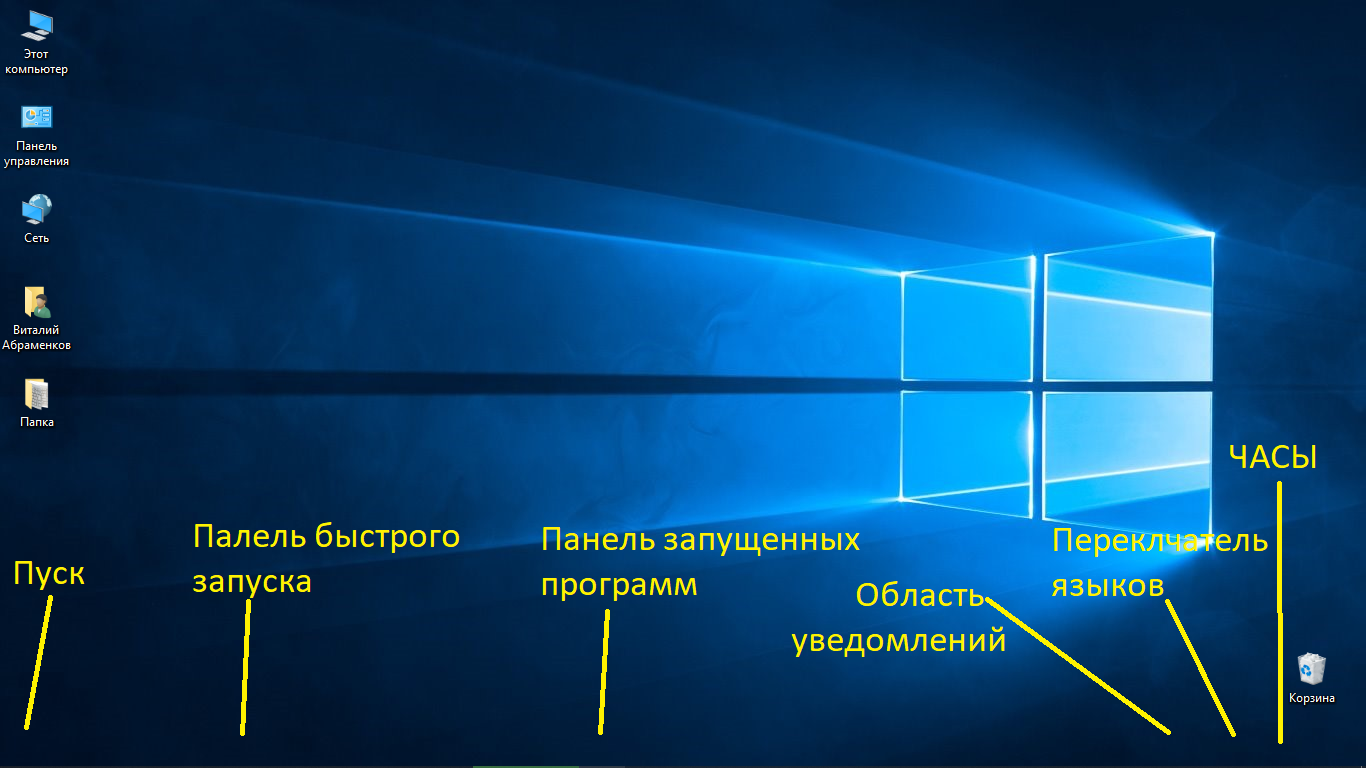 Этот
компьютер
Панель
управления
Сеть
Виталий
Абраменков
Папка
ЧАСЫ
Палель быстрого
запуска
Панель запущенных
программ
Переклчатель
языков
Пуск
Область
уведомлений
Корзина